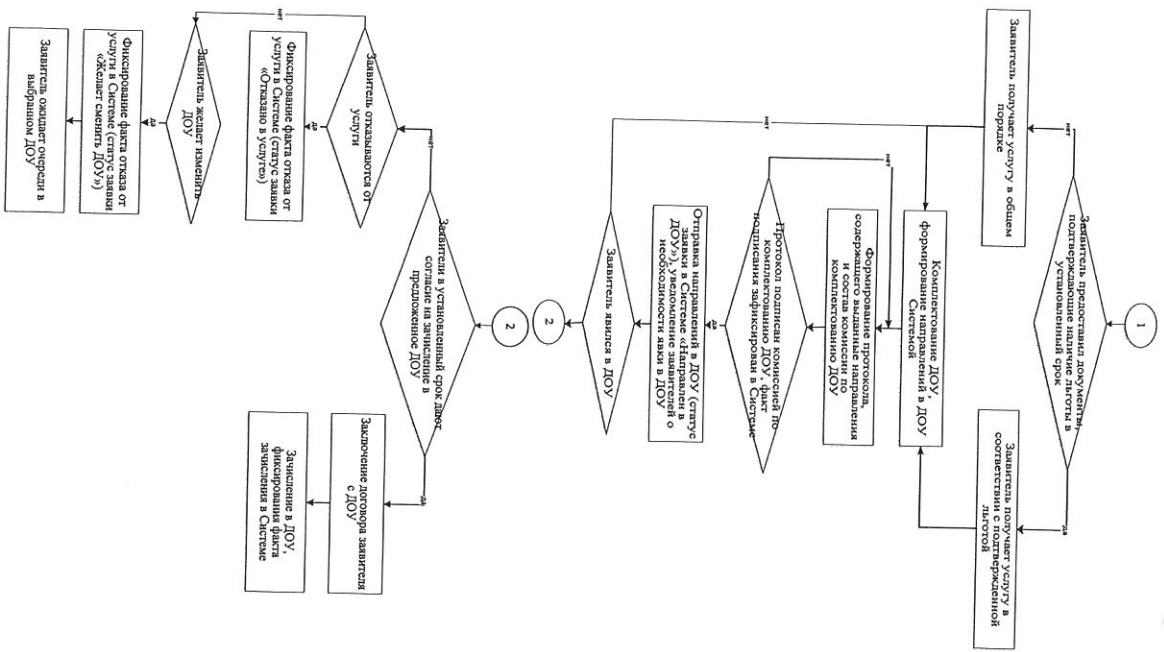 1
Заявитель предоставил документы,
подтверждающие наличие льготы в
установленный срок
нет
да
Заявитель получает услугу в общем
порядке
Заявитель получает услугу в
соответствии с подтвержденной
льготой
Комплектование ДОУ,
формирование направлений в ДОУ
Системой
Формирование протокола,
содержащего выданные направления
и состав комиссии по
комплектованию ДОУ
нет
Протокол подписан комиссией по
комплектованию ДОУ, факт
подписания зафиксирован в Системе
да
Отправка направлений в ДОУ (статус
заявки в Системе «Направлен в
ДОУ»), уведомление заявителей о
необходимости явки в ДОУ
нет
Заявитель явился в ДОУ
2
2
Заявители в установленный срок дают
согласие на зачисление в
предложенное ДОУ
нет
да
Заявитель отказываются от
услуги
нет
да
Заключение договора заявителя
с ДОУ
Фиксирование факта отказа от
услуги в Системе (статус заявки
«Отказано в услуге»)
Зачисление в ДОУ,
фиксирования факта
зачисления в Системе
Заявитель желает изменить
ДОУ
да
Фиксирование факта отказа от
услуги в Системе (статус заявки
«Желает сменить ДОУ»)
Заявитель ожидает очереди в
выбранном ДОУ